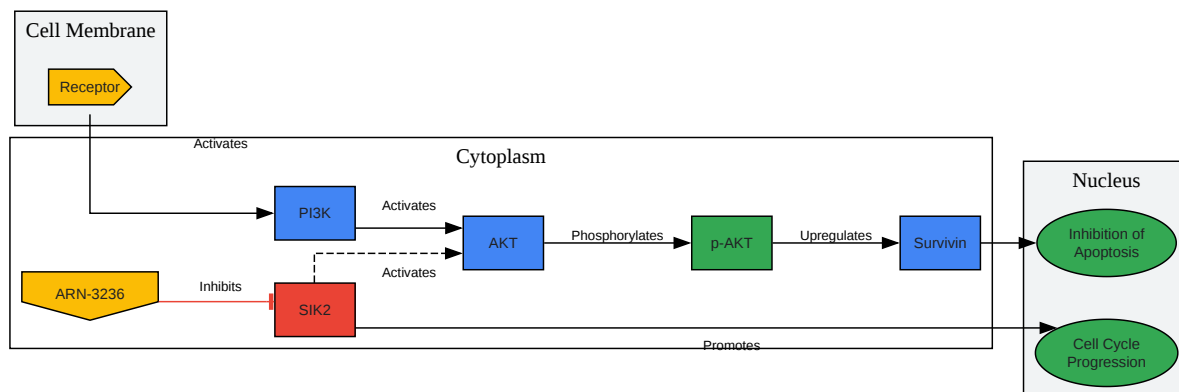 Cell Membrane
Receptor
Activates
Cytoplasm
Nucleus
PI3K
Activates
AKT
Phosphorylates
p-AKT
Upregulates
Survivin
Inhibition of
Apoptosis
Activates
ARN-3236
Inhibits
SIK2
Promotes
Cell Cycle
Progression